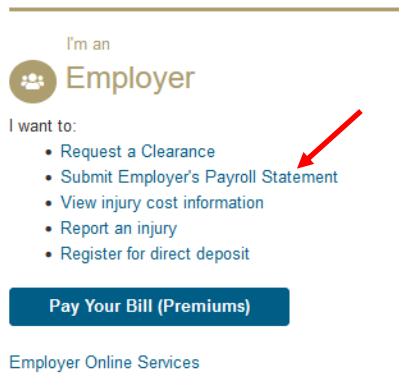 I'm an
Employer
I want to:
• Request a Clearance
• Submit Employer's Payroll Statement
• View injury cost information
• Report an injury
• Register for direct deposit
Pay Your Bill (Premiums)
Employer Online Services